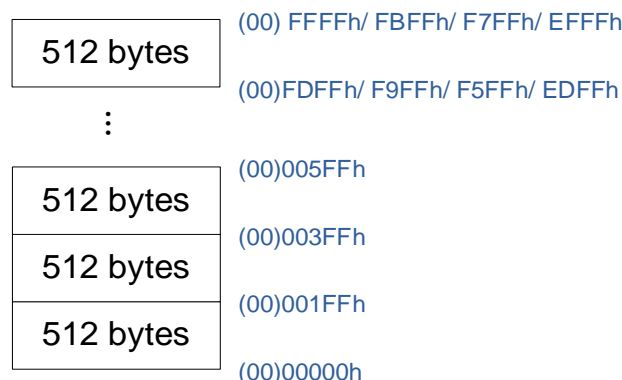 (00) FFFFh/ FBFFh/ F7FFh/ EFFFh
512 bytes
(00)FDFFh/ F9FFh/ F5FFh/ EDFFh
⋮
(00)005FFh
512 bytes
(00)003FFh
512 bytes
(00)001FFh
512 bytes
(00)00000h